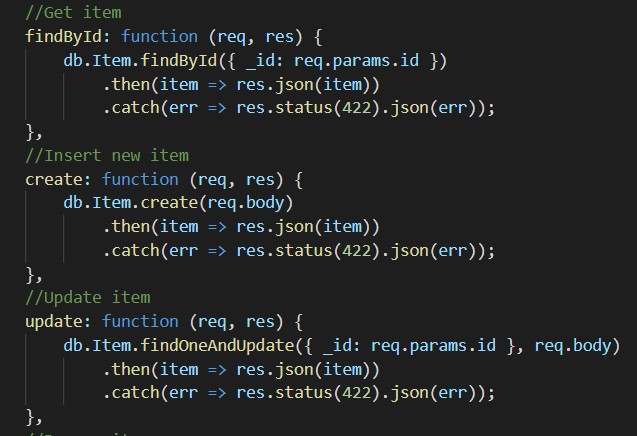 //Get item
findById: function (req, res) {
    db.Item.findById({ _id: req.params.id })
        .then(item => res.json(item))
        .catch(err => res.status(422).json(err));
},
//Insert new item
create: function (req, res) {
    db.Item.create(req.body)
        .then(item => res.json(item))
        .catch(err => res.status(422).json(err));
},
//Update item
update: function (req, res) {
    db.Item.findOneAndUpdate({ _id: req.params.id }, req.body)
        .then(item => res.json(item))
        .catch(err => res.status(422).json(err));
},